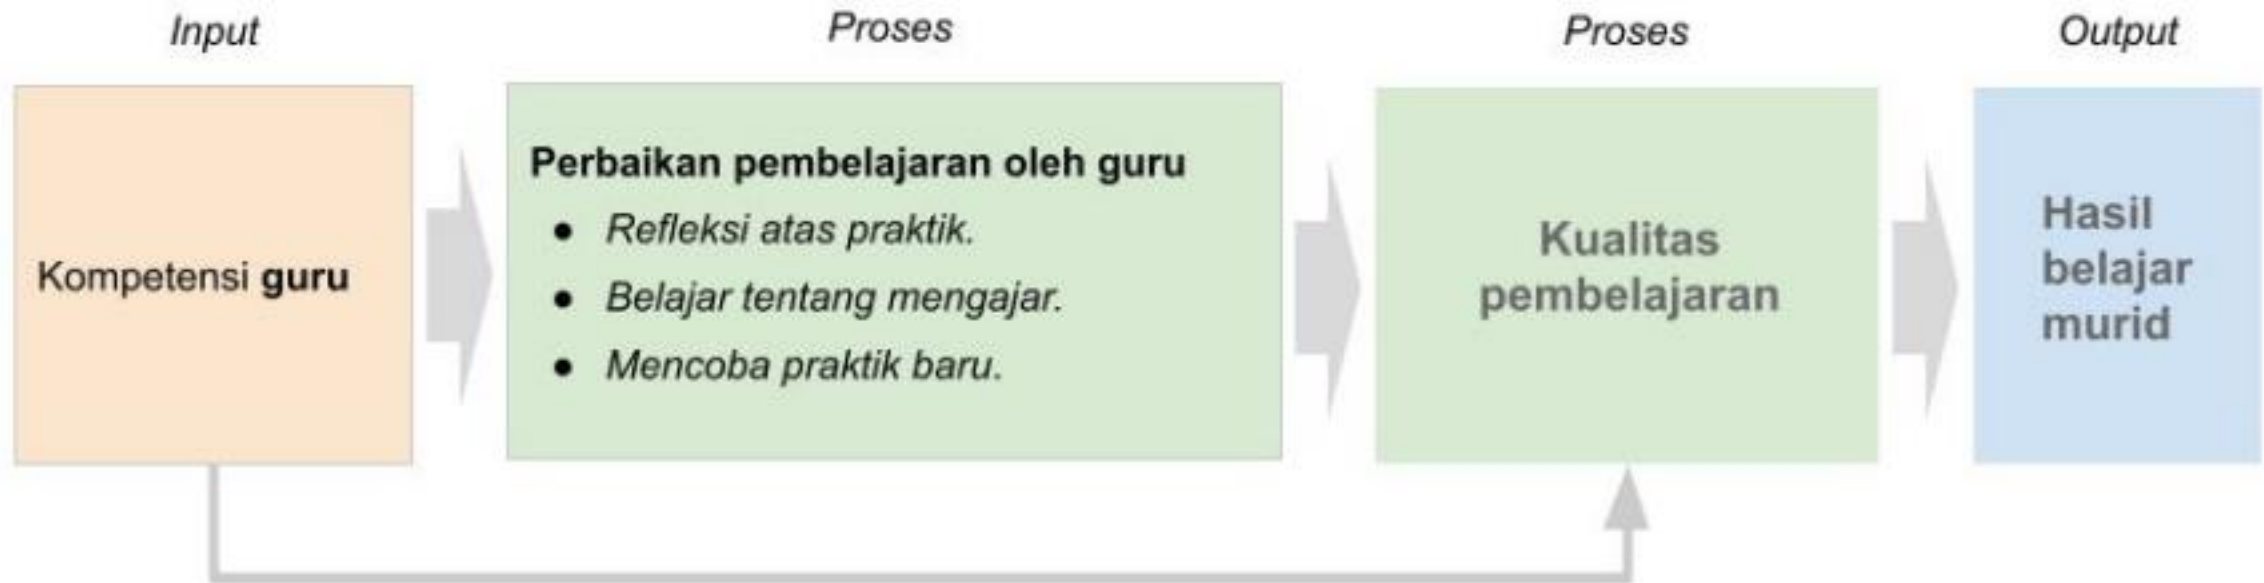 Input
Proses
Proses
Output
Kompetensi guru
Perbaikan pembelajaran oleh guru
● Refleksi atas praktik.
● Belajar tentang mengajar.
● Mencoba praktik baru.
Kualitas
pembelajaran
Hasil
belajar
murid